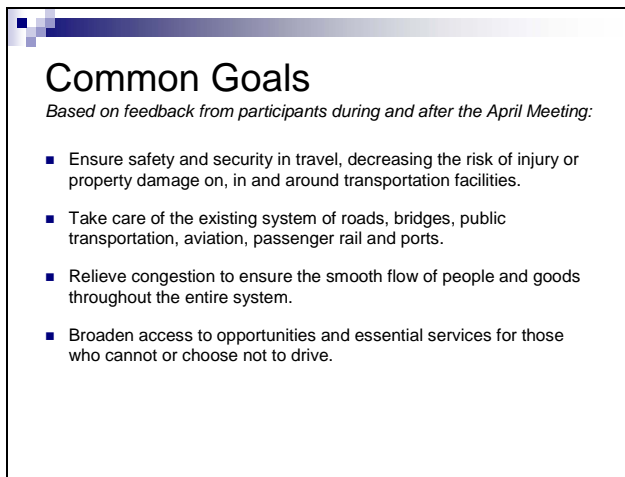 Common Goals
Based on feedback from participants during and after the April Meeting:
Ensure safety and security in travel, decreasing the risk of injury or
property damage on, in and around transportation facilities.
Take care of the existing system of roads, bridges, public
transportation, aviation, passenger rail and ports.
Relieve congestion to ensure the smooth flow of people and goods
throughout the entire system.
Broaden access to opportunities and essential services for those
who cannot or choose not to drive.